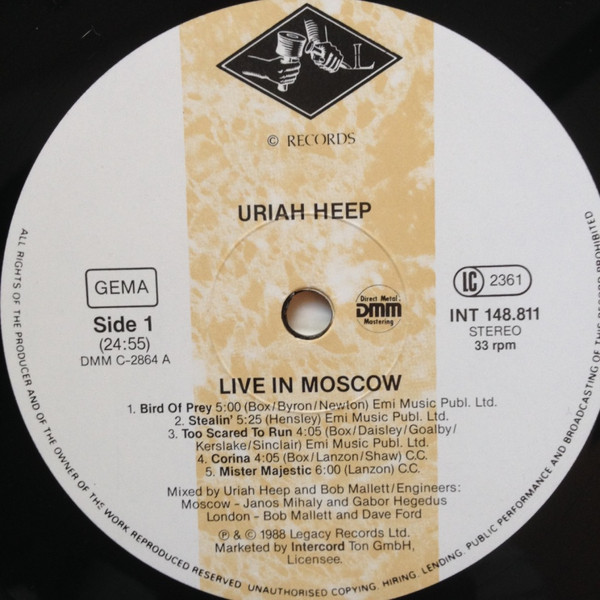 L
© RECORDS
URIAH HEEP
GEMA
Side 1
(24:55)
DMM C-2864 A
Direct Metal
DMM
Mastering
LC 2361
INT 148.811
STEREO
33 rpm
LIVE IN MOSCOW
1. Bird Of Prey 5:00 (Box/Byron/Newton) Emi Music Publ. Ltd.
2. Stealin' 5:25 (Hensley) Emi Music Publ. Ltd.
3. Too Scared To Run 4:05 (Box/Daisley/Goalby/
Kerslake/Sinclair) Emi Music Publ. Ltd.
4. Corina 4:05 (Box/Lanzon/Shaw) C.C.
5. Mister Majestic 6:00 (Lanzon) C.C.
Mixed by Uriah Heep and Bob Mallett/Engineers:
Moscow - Janos Mihaly and Gabor Hegedus
London - Bob Mallett and Dave Ford
℗ & © 1988 Legacy Records Ltd.
Marketed by Intercord Ton GmbH,
Licensee.
ALL RIGHTS OF THE PRODUCER AND OF THE OWNER OF THE WORK REPRODUCED RESERVED UNAUTHORISED COPYING. HIRING. LENDING. PUBLIC PERFORMANCE AND BROADCASTING OF THIS RECORD PROHIBITED